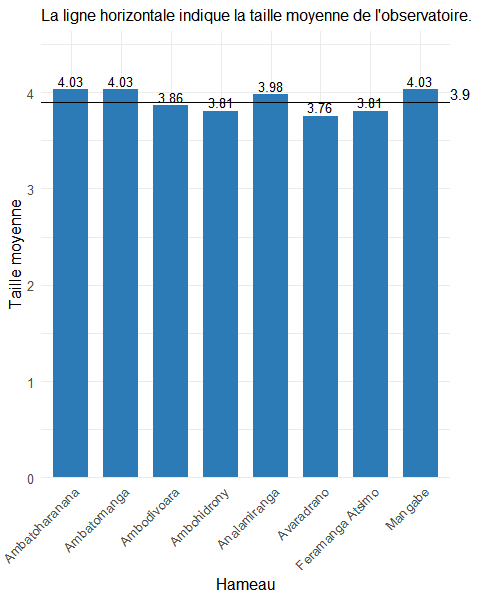 La ligne horizontale indique la taille moyenne de l'observatoire.
4.03
4.03
3.86
3.81
3.98
3.76
3.81
4.03
3.9
4
3
2
1
0
Taille moyenne
Ambatoharanana
Ambatomanga
Ambodivoara
Ambohidrony
Analamiranga
Avaradrano
Feramanga Atsimo
Mangabe
Hameau